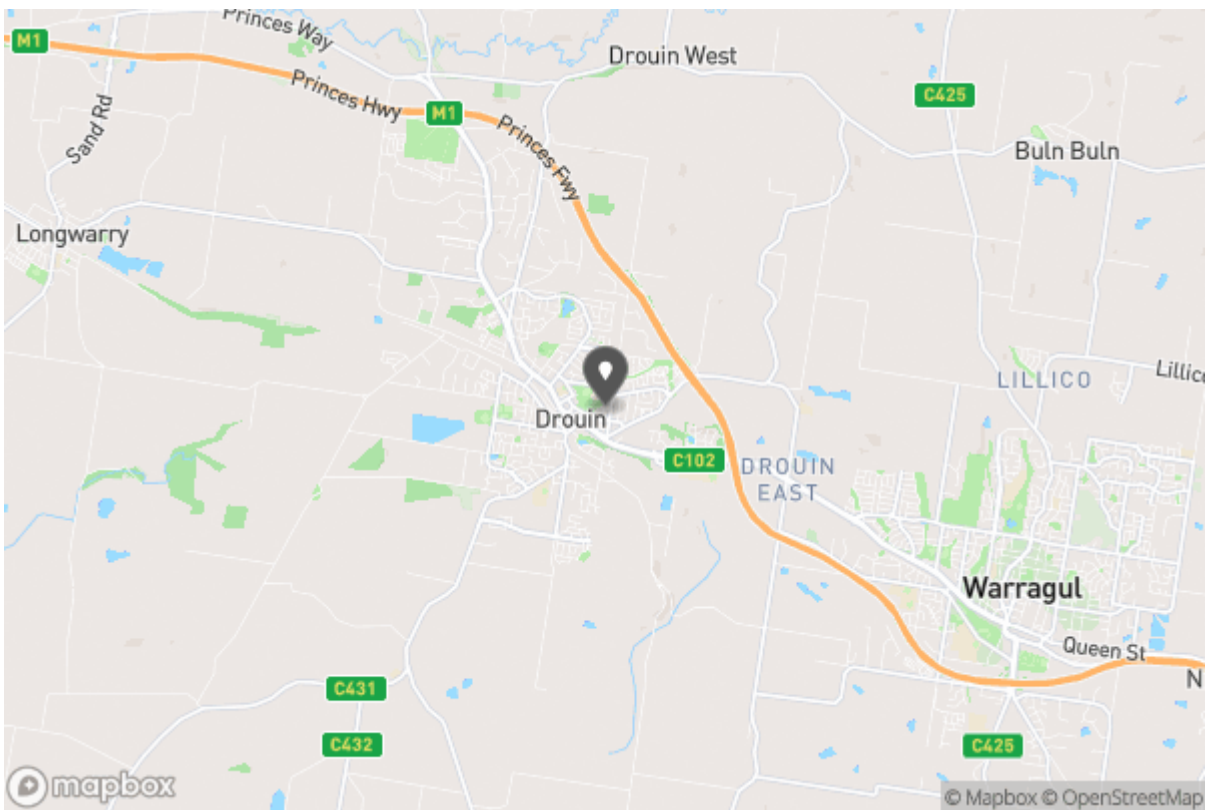 Princes Way
M1
Drouin West
Princes Hwy
C425
M1
Sand Rd
Princes Fwy
Buln Buln
Longwarry
LILLICO
Drouin
C102
DROUIN
EAST
Warragul
Queen St
N
C431
C432
C425
mapbox
© Mapbox © OpenStreetMap